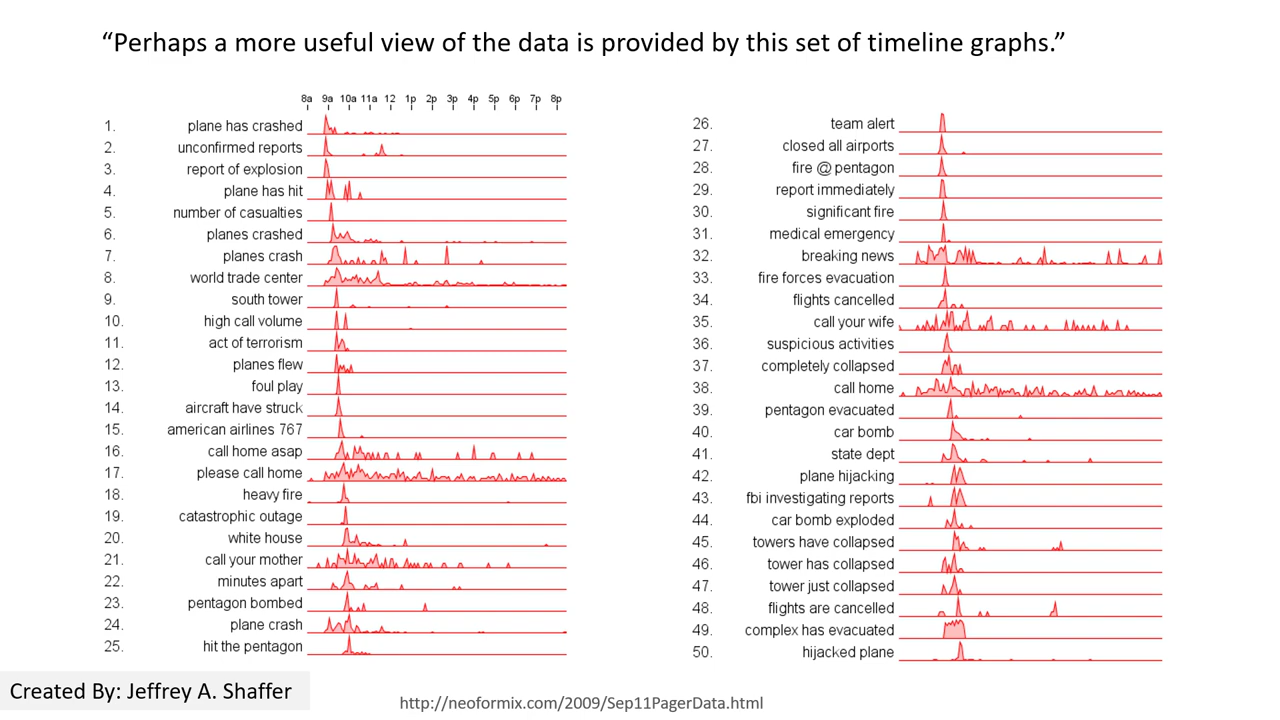 “Perhaps a more useful view of the data is provided by this set of timeline graphs.”
8a 9a 10a 11a 12 1p 2p 3p 4p 5p 6p 7p 8p
1. plane has crashed
2. unconfirmed reports
3. report of explosion
4. plane has hit
5. number of casualties
6. planes crashed
7. planes crash
8. world trade center
9. south tower
10. high call volume
11. act of terrorism
12. planes flew
13. foul play
14. aircraft have struck
15. american airlines 767
16. call home asap
17. please call home
18. heavy fire
19. catastrophic outage
20. white house
21. call your mother
22. minutes apart
23. pentagon bombed
24. plane crash
25. hit the pentagon
26. team alert
27. closed all airports
28. fire @ pentagon
29. report immediately
30. significant fire
31. medical emergency
32. breaking news
33. fire forces evacuation
34. flights cancelled
35. call your wife
36. suspicious activities
37. completely collapsed
38. call home
39. pentagon evacuated
40. car bomb
41. state dept
42. plane hijacking
43. fbi investigating reports
44. car bomb exploded
45. towers have collapsed
46. tower has collapsed
47. tower just collapsed
48. flights are cancelled
49. complex has evacuated
50. hijacked plane
Created By: Jeffrey A. Shaffer
http://neoformix.com/2009/Sep11PagerData.html